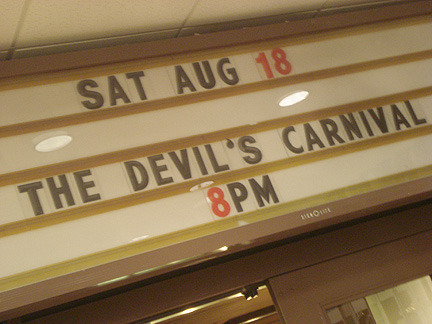 SAT AUG 18
THE DEVIL'S CARNIVAL
8PM